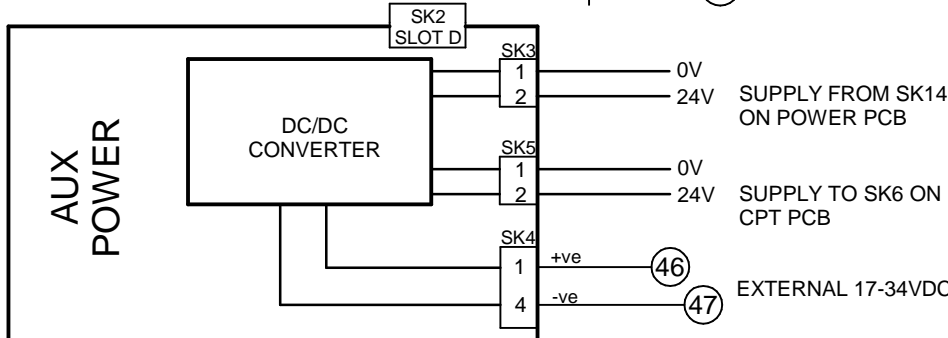 SK2
SLOT D
SK3
1
0V
2
24V
SUPPLY FROM SK14
ON POWER PCB
DC/DC
CONVERTER
AUX
POWER
SK5
1
0V
2
24V
SUPPLY TO SK6 ON
CPT PCB
SK4
1
+ve
46
4
-ve
47
EXTERNAL 17-34VDC